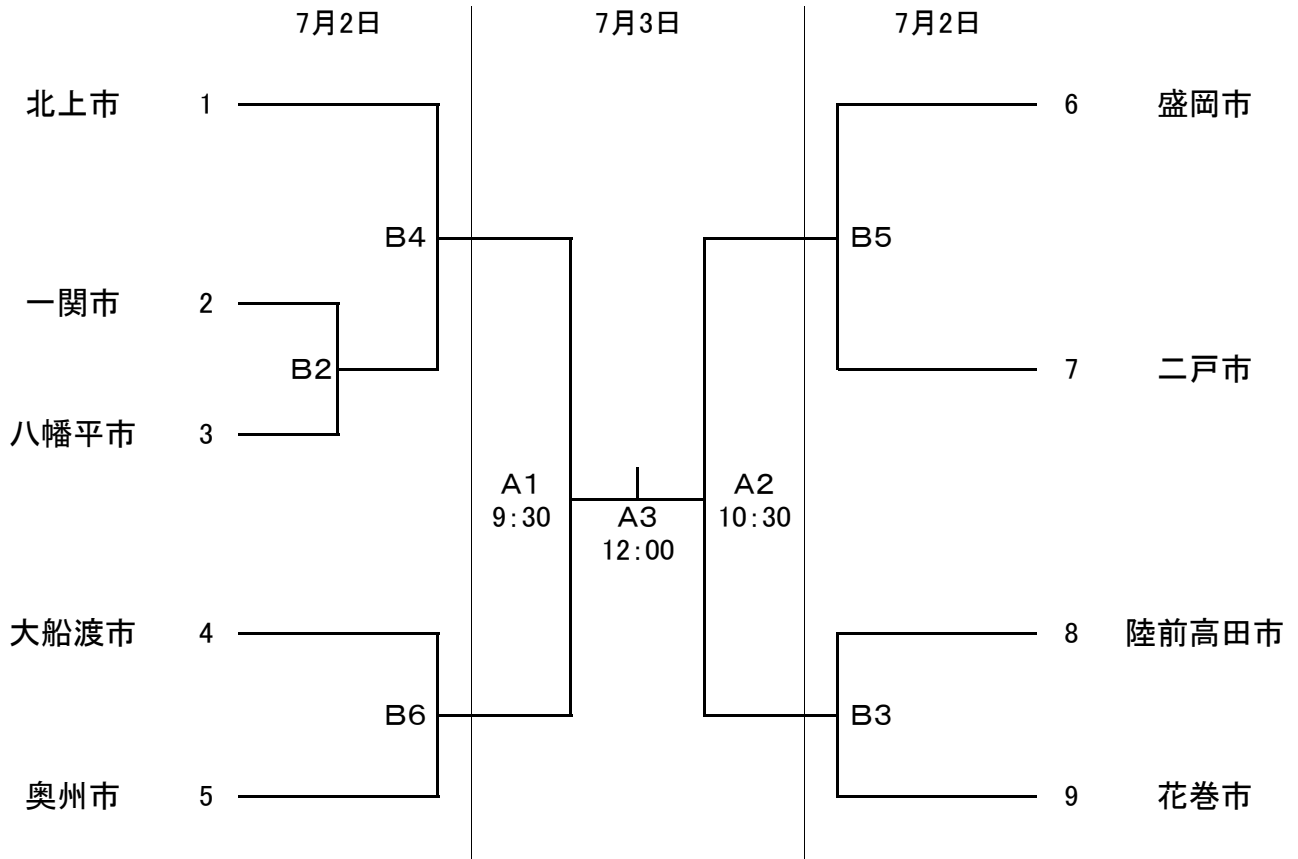 7月2日 7月3日 7月2日
北上市 1
6 盛岡市
B4
B5
一関市 2
B2
7 二戸市
八幡平市 3
A1
9:30
A3
12:00
A2
10:30
大船渡市 4
8 陸前高田市
B6
B3
奥州市 5
9 花巻市